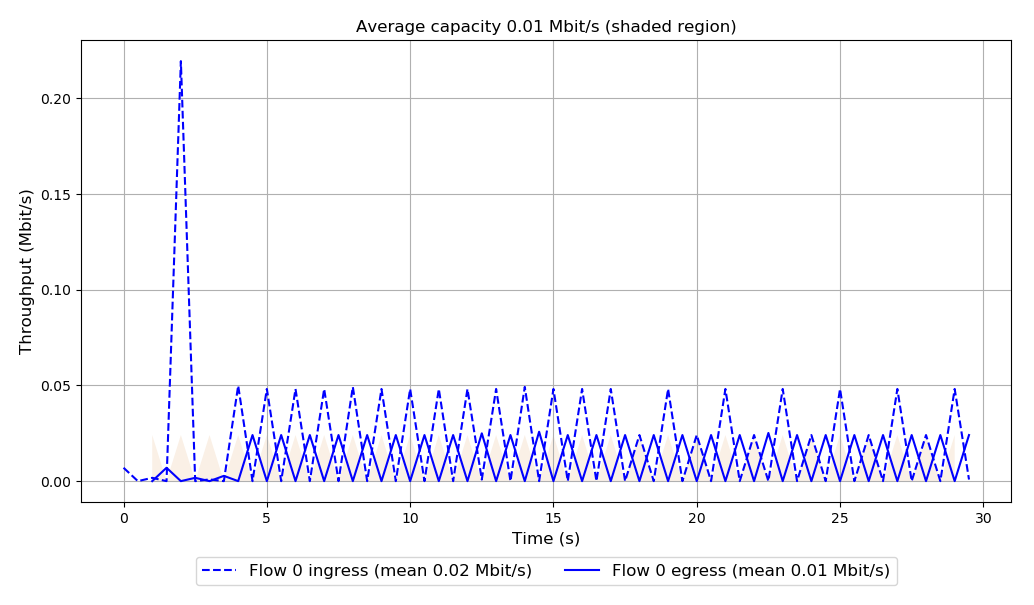 Average capacity 0.01 Mbit/s (shaded region)
Throughput (Mbit/s)
0.20
0.15
0.10
0.05
0.00
0 5 10 15 20 25 30
Time (s)
Flow 0 ingress (mean 0.02 Mbit/s) Flow 0 egress (mean 0.01 Mbit/s)